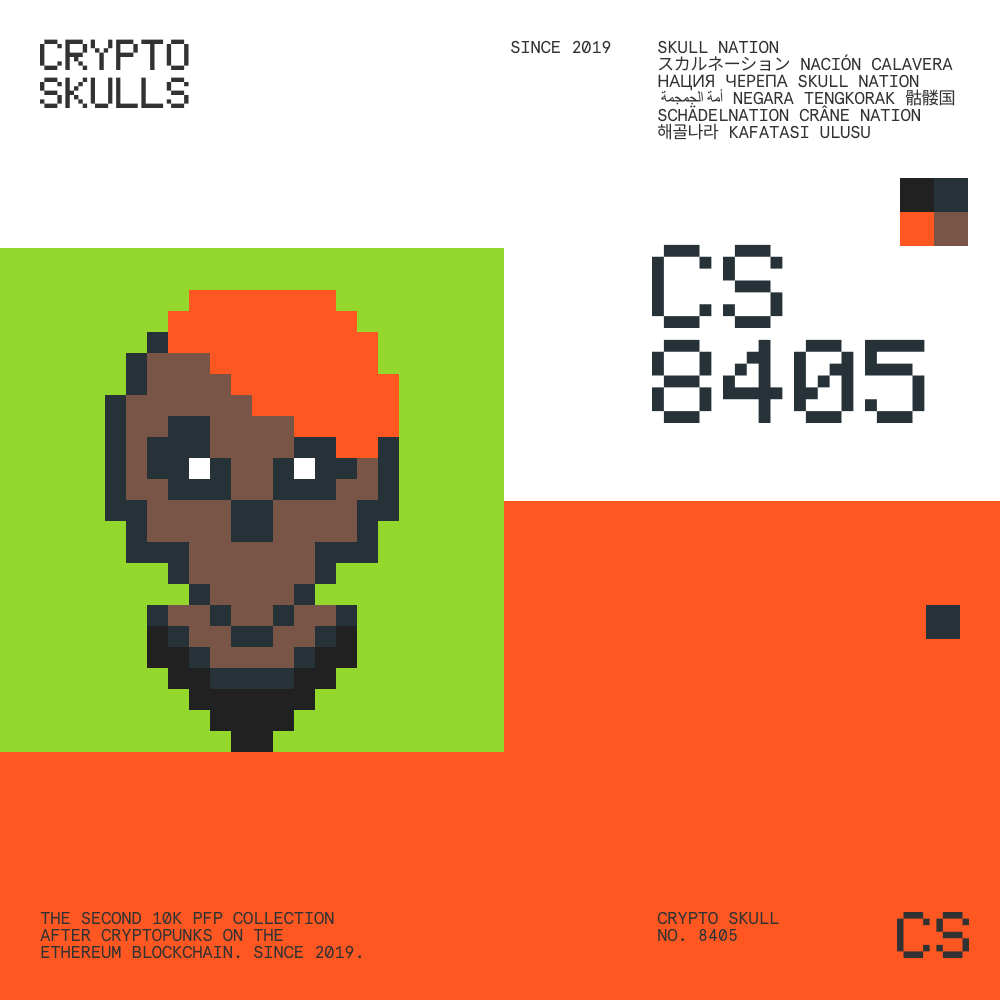 CRYPTO
SKULLS
SINCE 2019
SKULL NATION
スカルネーション NACIÓN CALAVERA
НАЦИЯ ЧЕРЕПА SKULL NATION
أمة الجمجمة NEGARA TENGKORAK 骷髅国
SCHÄDELNATION CRÂNE NATION
해골나라 KAFATASI ULUSU
CS
8405
THE SECOND 10K PFP COLLECTION
AFTER CRYPTOPUNKS ON THE
ETHEREUM BLOCKCHAIN. SINCE 2019.
CRYPTO SKULL
NO. 8405
CS